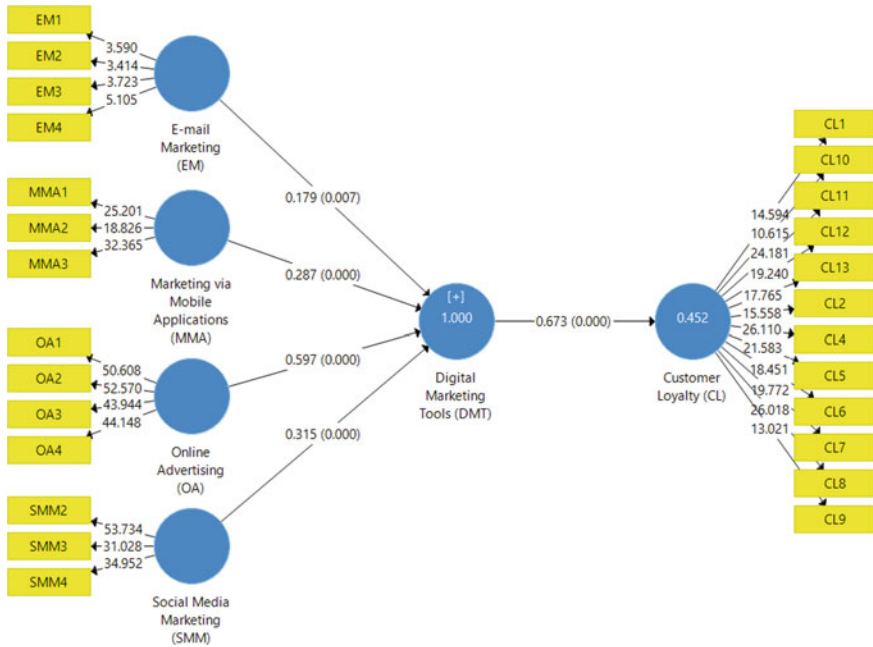 EM1
EM2
EM3
EM4
3.590
3.414
3.723
5.105
E-mail
Marketing
(EM)
0.179 (0.007)
MMA1
MMA2
MMA3
25.201
18.826
32.365
Marketing via
Mobile
Applications
(MMA)
0.287 (0.000)
OA1
OA2
OA3
OA4
50.608
52.570
43.944
44.148
Online
Advertising
(OA)
0.597 (0.000)
SMM2
SMM3
SMM4
53.734
31.028
34.952
Social Media
Marketing
(SMM)
0.315 (0.000)
[+]
1.000
Digital
Marketing
Tools (DMT)
0.673 (0.000)
0.452
Customer
Loyalty (CL)
14.594
10.615
24.181
19.240
17.765
15.558
26.110
21.583
18.451
19.772
26.018
13.021
CL1
CL10
CL11
CL12
CL13
CL2
CL4
CL5
CL6
CL7
CL8
CL9